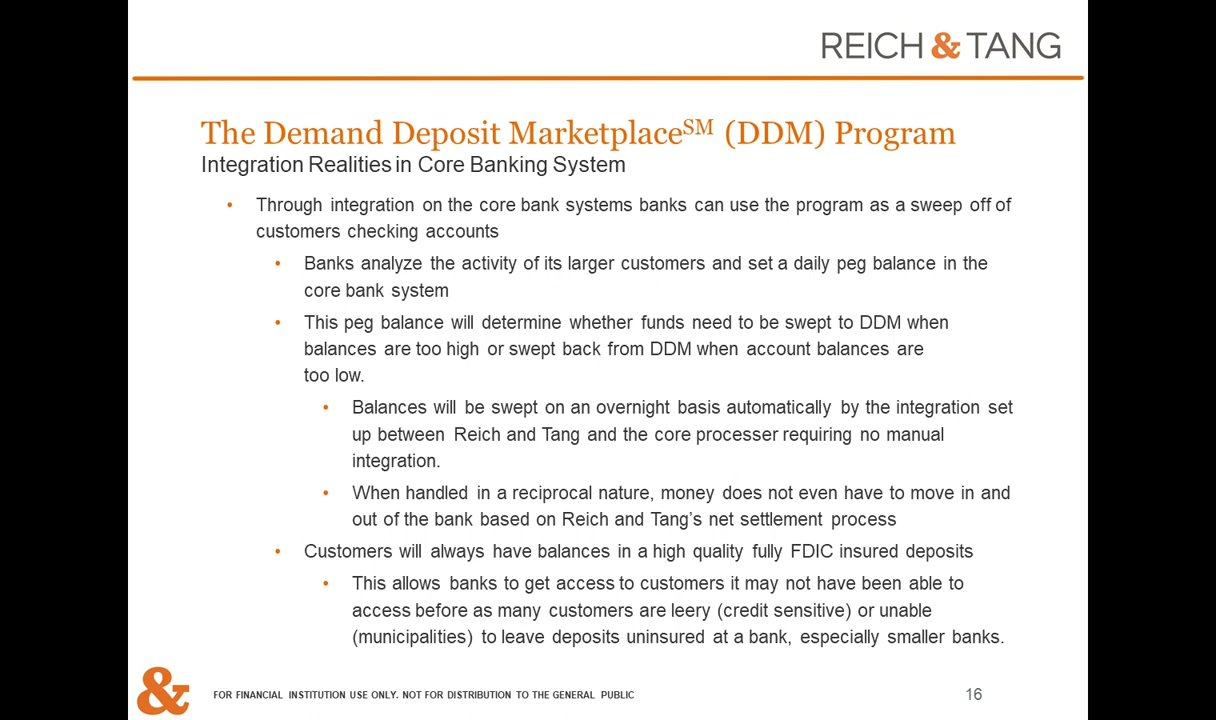 REICH & TANG
The Demand Deposit Marketplace℠ (DDM) Program
Integration Realities in Core Banking System
• Through integration on the core bank systems banks can use the program as a sweep off of
customers checking accounts
• Banks analyze the activity of its larger customers and set a daily peg balance in the
core bank system
• This peg balance will determine whether funds need to be swept to DDM when
balances are too high or swept back from DDM when account balances are
too low.
• Balances will be swept on an overnight basis automatically by the integration set
up between Reich and Tang and the core processer requiring no manual
integration.
• When handled in a reciprocal nature, money does not even have to move in and
out of the bank based on Reich and Tang’s net settlement process
• Customers will always have balances in a high quality fully FDIC insured deposits
• This allows banks to get access to customers it may not have been able to
access before as many customers are leery (credit sensitive) or unable
(municipalities) to leave deposits uninsured at a bank, especially smaller banks.
&
FOR FINANCIAL INSTITUTION USE ONLY. NOT FOR DISTRIBUTION TO THE GENERAL PUBLIC
16